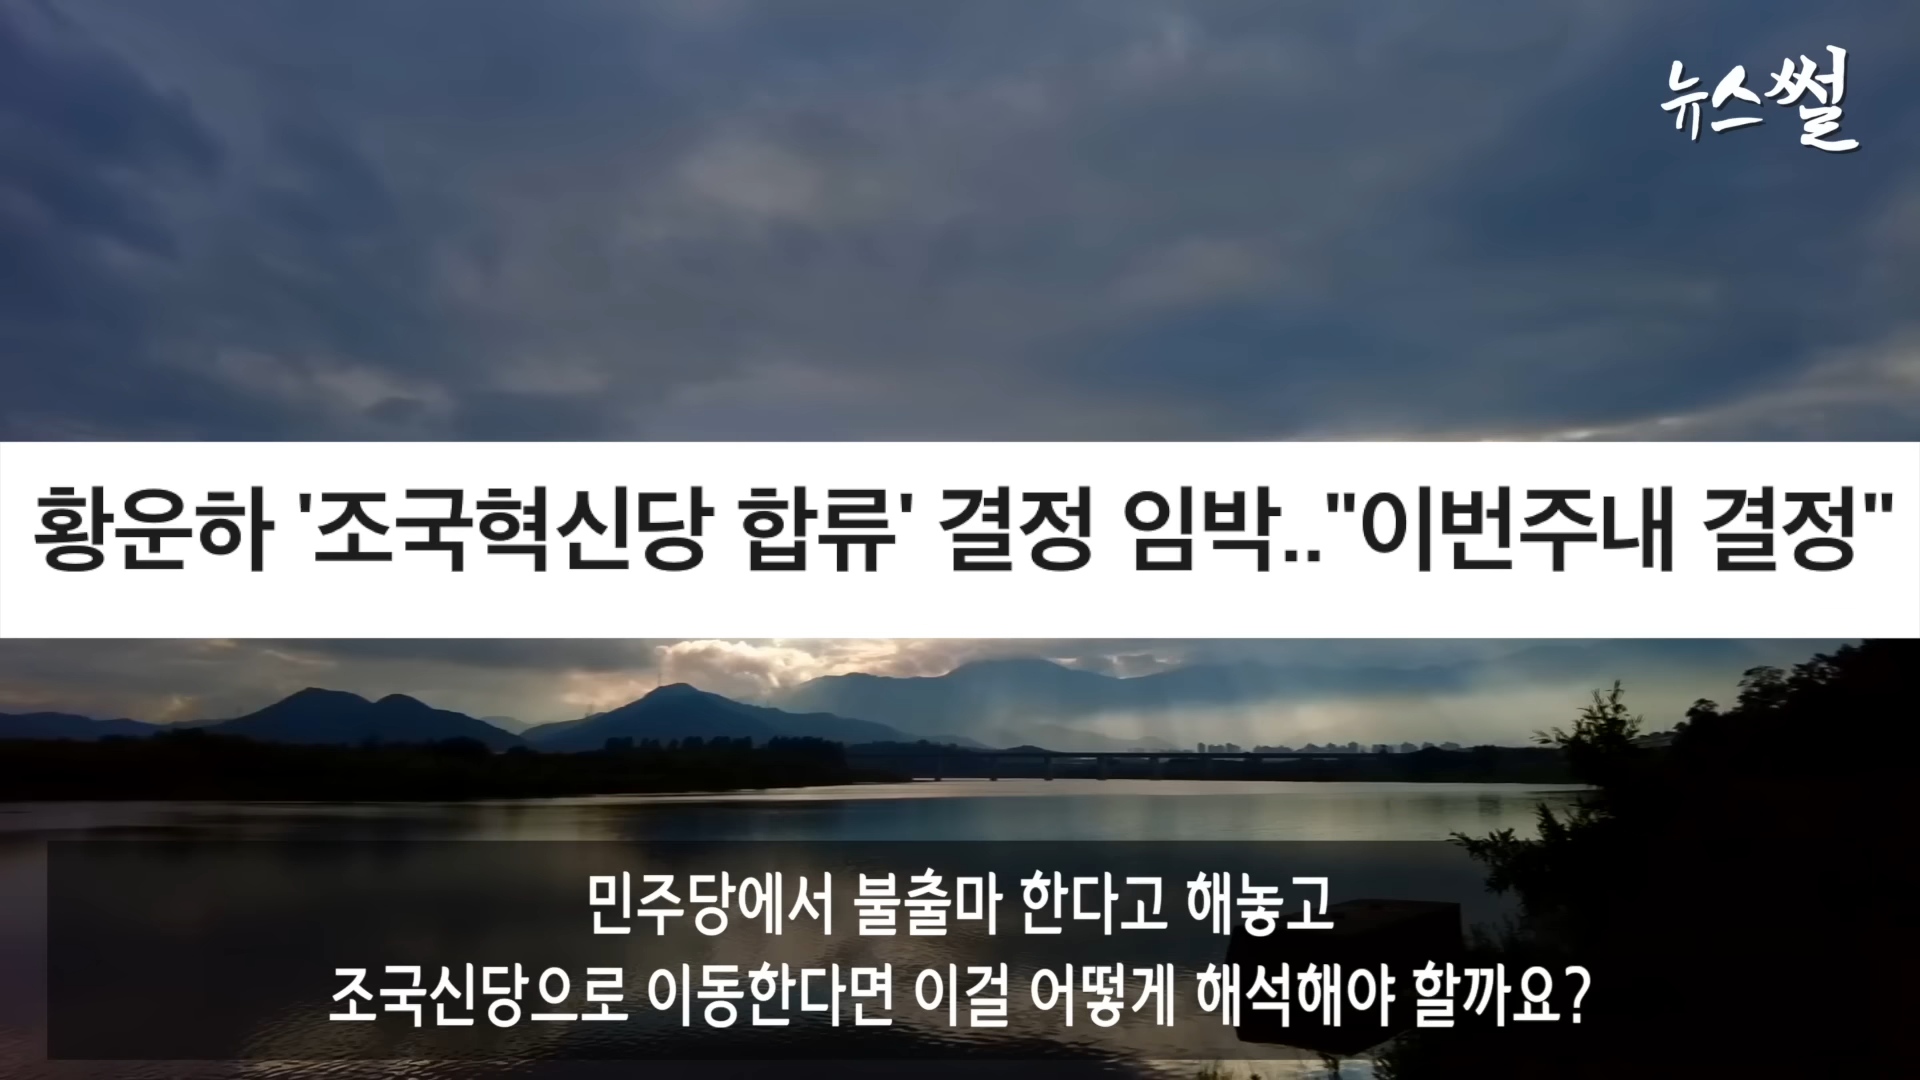 뉴스썰
황운하 '조국혁신당 합류' 결정 임박.."이번주내 결정"
민주당에서 불출마 한다고 해놓고
조국신당으로 이동한다면 이걸 어떻게 해석해야 할까요?